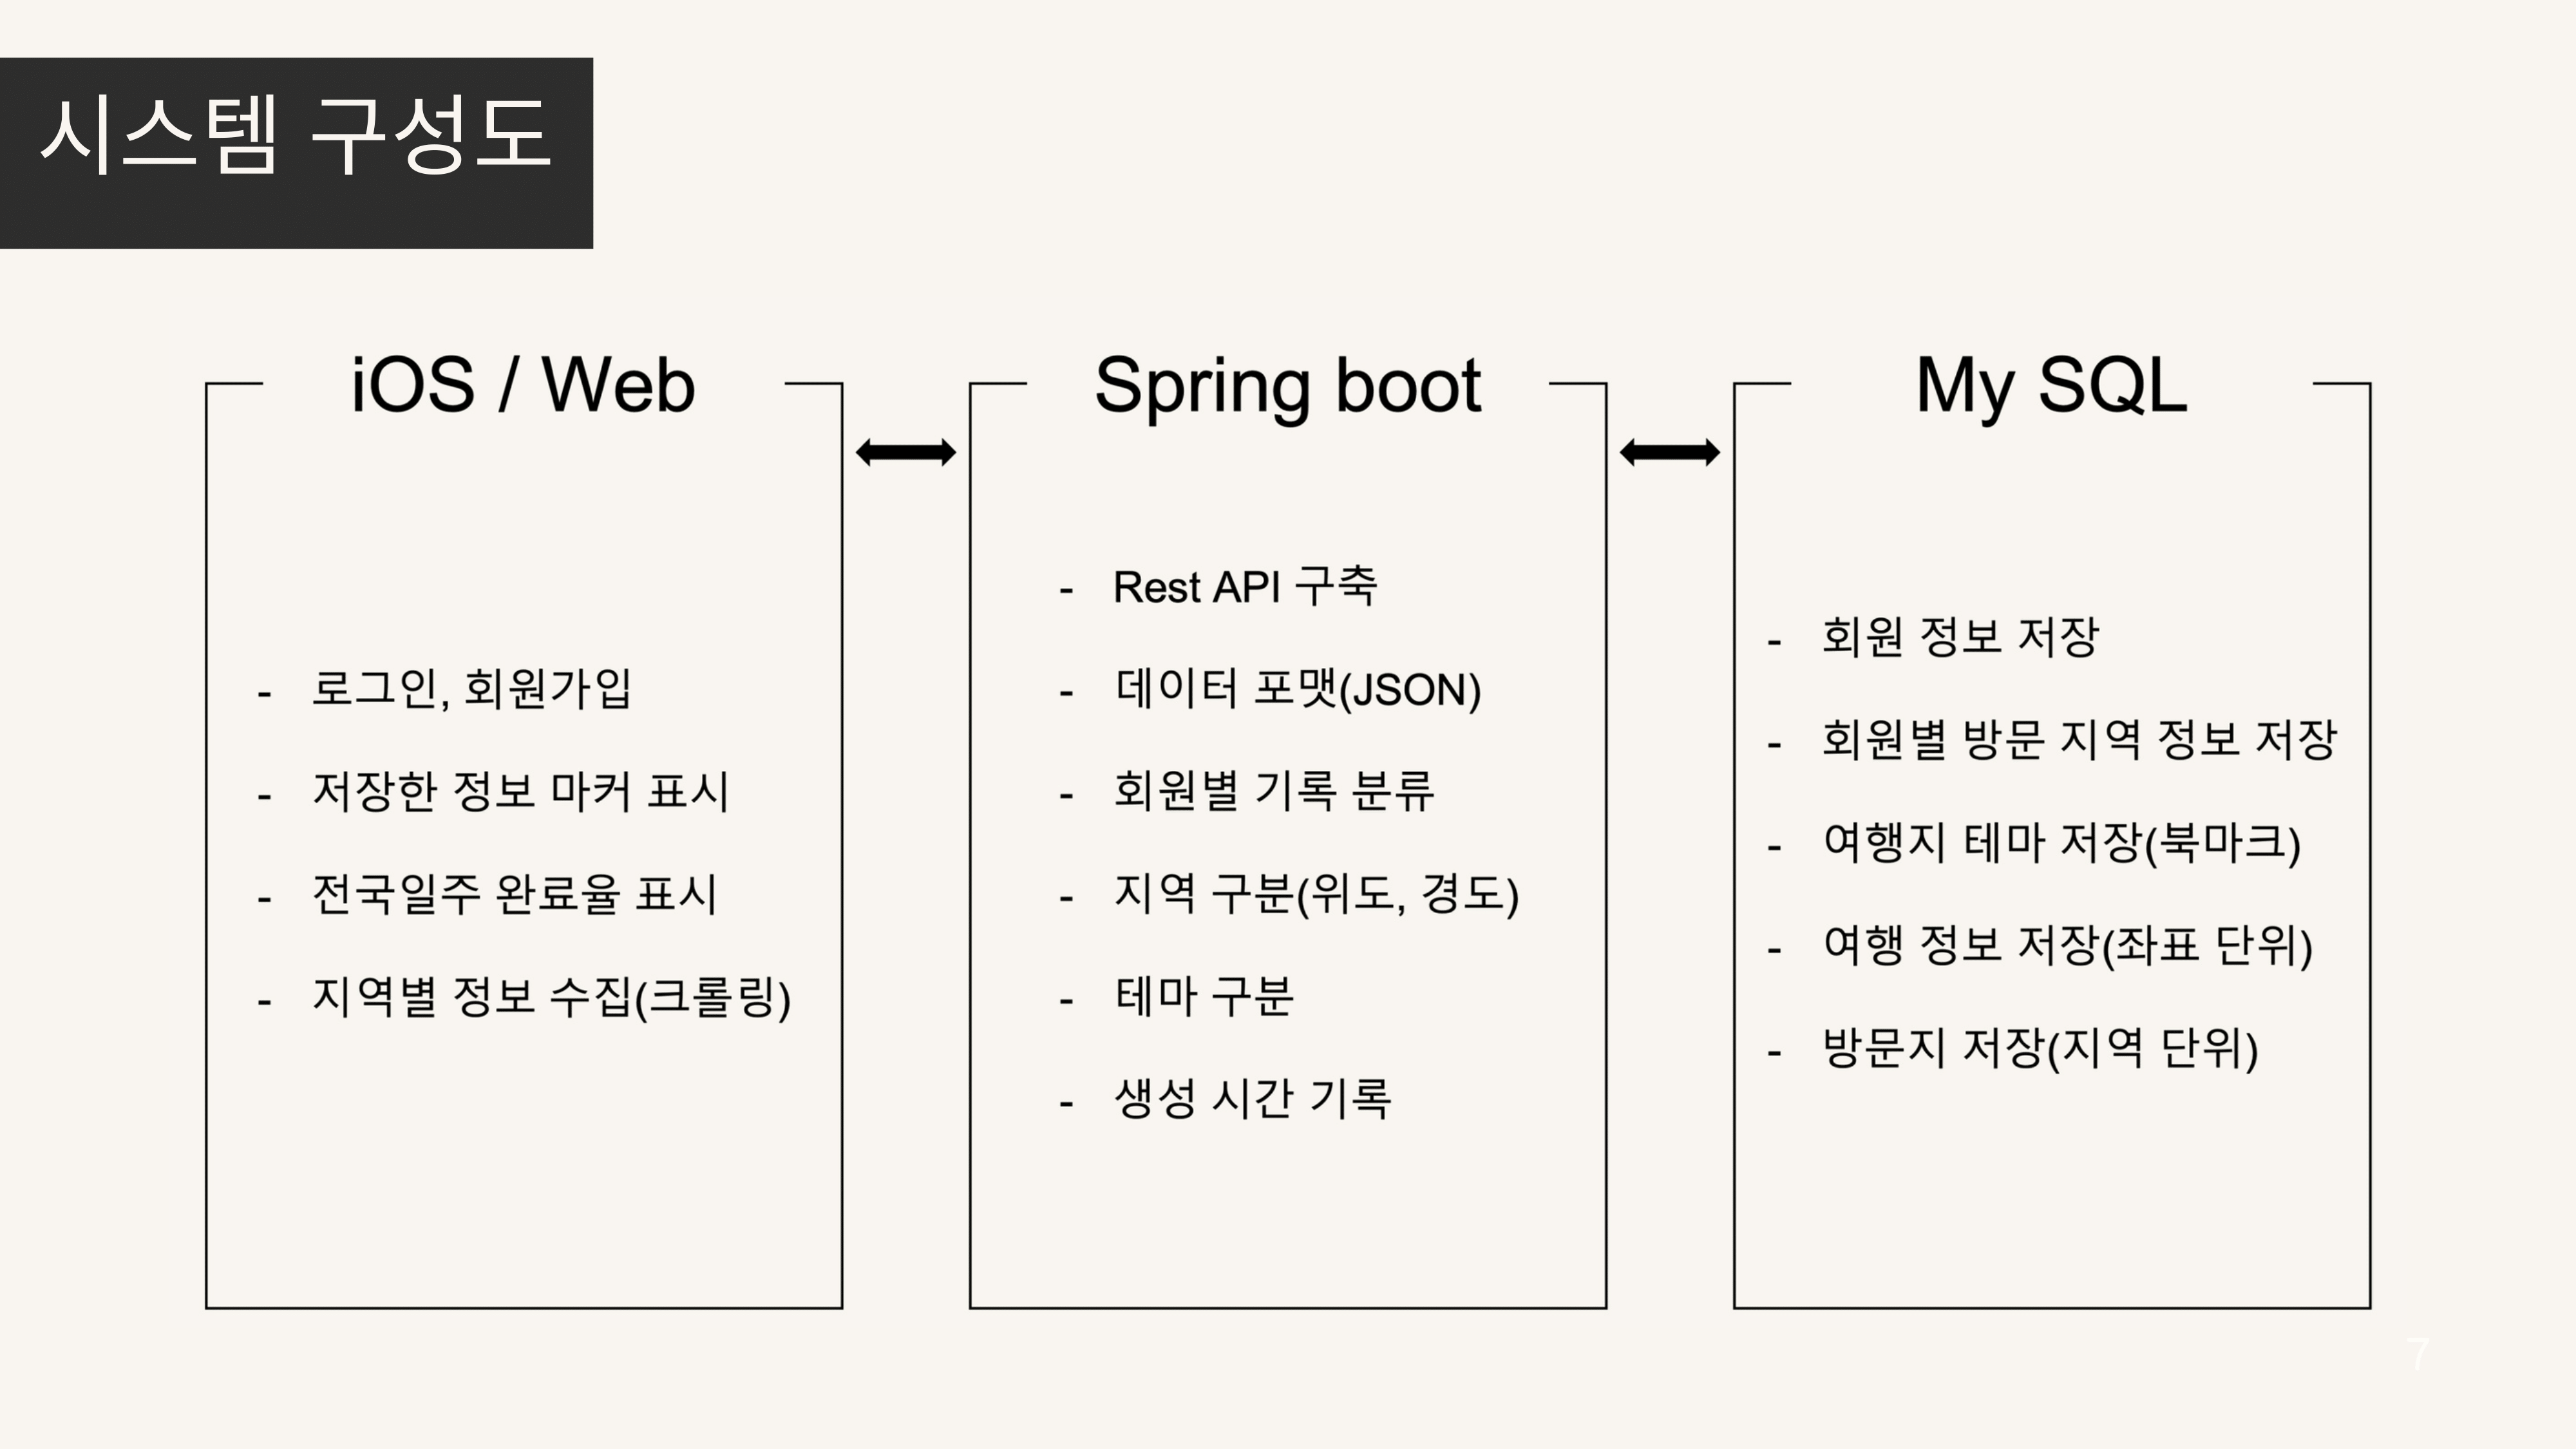 시스템 구성도
iOS / Web
- 로그인, 회원가입
- 저장한 정보 마커 표시
- 전국일주 완료율 표시
- 지역별 정보 수집(크롤링)
Spring boot
- Rest API 구축
- 데이터 포맷(JSON)
- 회원별 기록 분류
- 지역 구분(위도, 경도)
- 테마 구분
- 생성 시간 기록
My SQL
- 회원 정보 저장
- 회원별 방문 지역 정보 저장
- 여행지 테마 저장(북마크)
- 여행 정보 저장(좌표 단위)
- 방문지 저장(지역 단위)
7